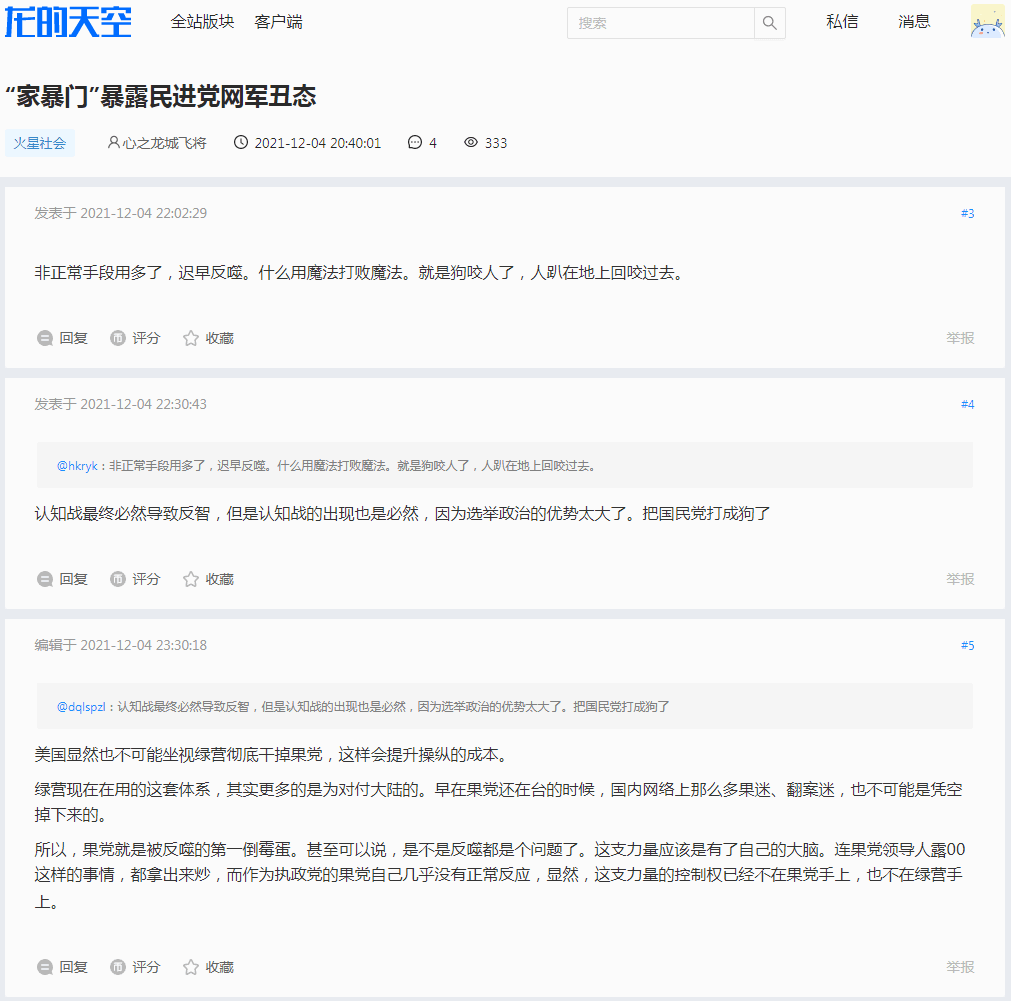 龙的天空 全站版块 客户端 搜索 私信 消息
“家暴门”暴露民进党网军丑态
火星社会 心之龙城飞将 2021-12-04 20:40:01 4 333
发表于 2021-12-04 22:02:29 #3
非正常手段用多了，迟早反噬。什么用魔法打败魔法。就是狗咬人了，人趴在地上回咬过去。
回复 评分 收藏 举报
发表于 2021-12-04 22:30:43 #4
@hkryk：非正常手段用多了，迟早反噬。什么用魔法打败魔法。就是狗咬人了，人趴在地上回咬过去。
认知战最终必然导致反智，但是认知战的出现也是必然，因为选举政治的优势太大了。把国民党打成狗了
回复 评分 收藏 举报
编辑于 2021-12-04 23:30:18 #5
@dqlspzl：认知战最终必然导致反智，但是认知战的出现也是必然，因为选举政治的优势太大了。把国民党打成狗了
美国显然也不可能坐视绿营彻底干掉果党，这样会提升操纵的成本。
绿营现在在用的这套体系，其实更多的是为对付大陆的。早在果党还在台的时候，国内网络上那么多果迷、翻案迷，也不可能是凭空
掉下来的。
所以，果党就是被反噬的第一倒霉蛋。甚至可以说，是不是反噬都是个问题了。这支力量应该是有了自己的大脑。连果党领导人露00
这样的事情，都拿出来炒，而作为执政党的果党自己几乎没有正常反应，显然，这支力量的控制权已经不在果党手上，也不在绿营手
上。
回复 评分 收藏 举报